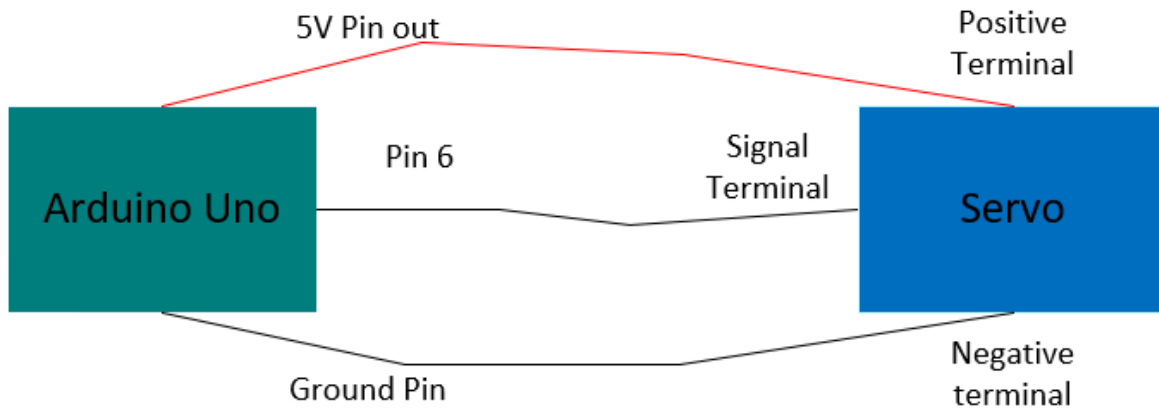 5V Pin out
Positive
Terminal
Pin 6
Signal
Terminal
Arduino Uno
Servo
Ground Pin
Negative
terminal